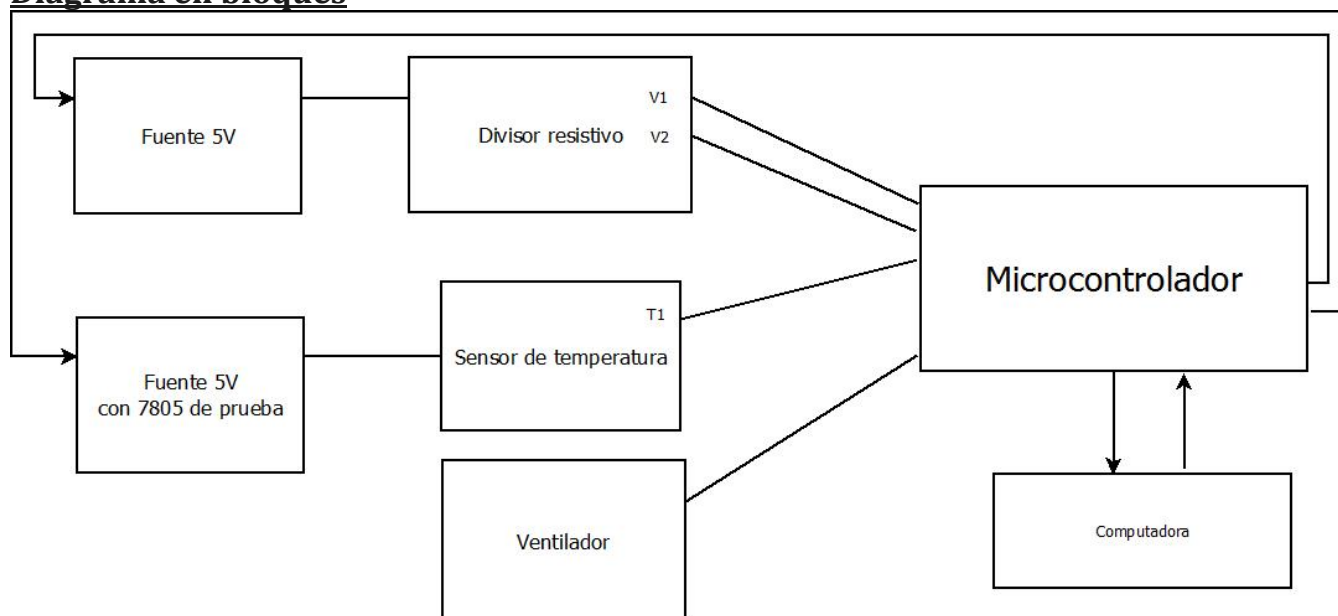 Diagrama en bloques
Fuente 5V
Divisor resistivo
V1
V2
Microcontrolador
T1
Sensor de temperatura
Fuente 5V
con 7805 de prueba
Ventilador
Computadora